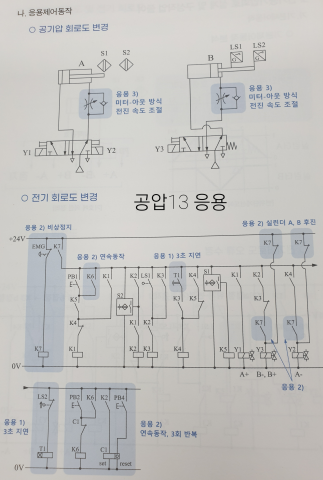 나. 응용제어동작
○ 공기압 회로도 변경
A
S1 S2
B
LS1 LS2
응용 3)
미터-아웃 방식
전진 속도 조절
응용 3)
미터-아웃 방식
전진 속도 조절
Y1 Y2
Y3
○ 전기 회로도 변경
공압13 응용
응용 2) 비상정지
응용 2) 실린더 A, B 후진
+24V
EMG K7
응용 2) 연속동작
응용 1) 3초 지연
K7 K7
PB1 K6 K1
K2 LS1 K3
T1 K4 S1
K1 K2 K4
K5
S2
K3 K5
K3
K4
K1 K2
K7 K7
K5 K1 K2 K3 K4 K5 Y1 Y3 Y2
0V
A+ B-, B+ A-
응용 2)
LS2
PB2 K6 K2 PB4
응용 1)
3초 지연
C1
응용 2)
연속동작, 3회 반복
T1 K6 C1
set reset
0V